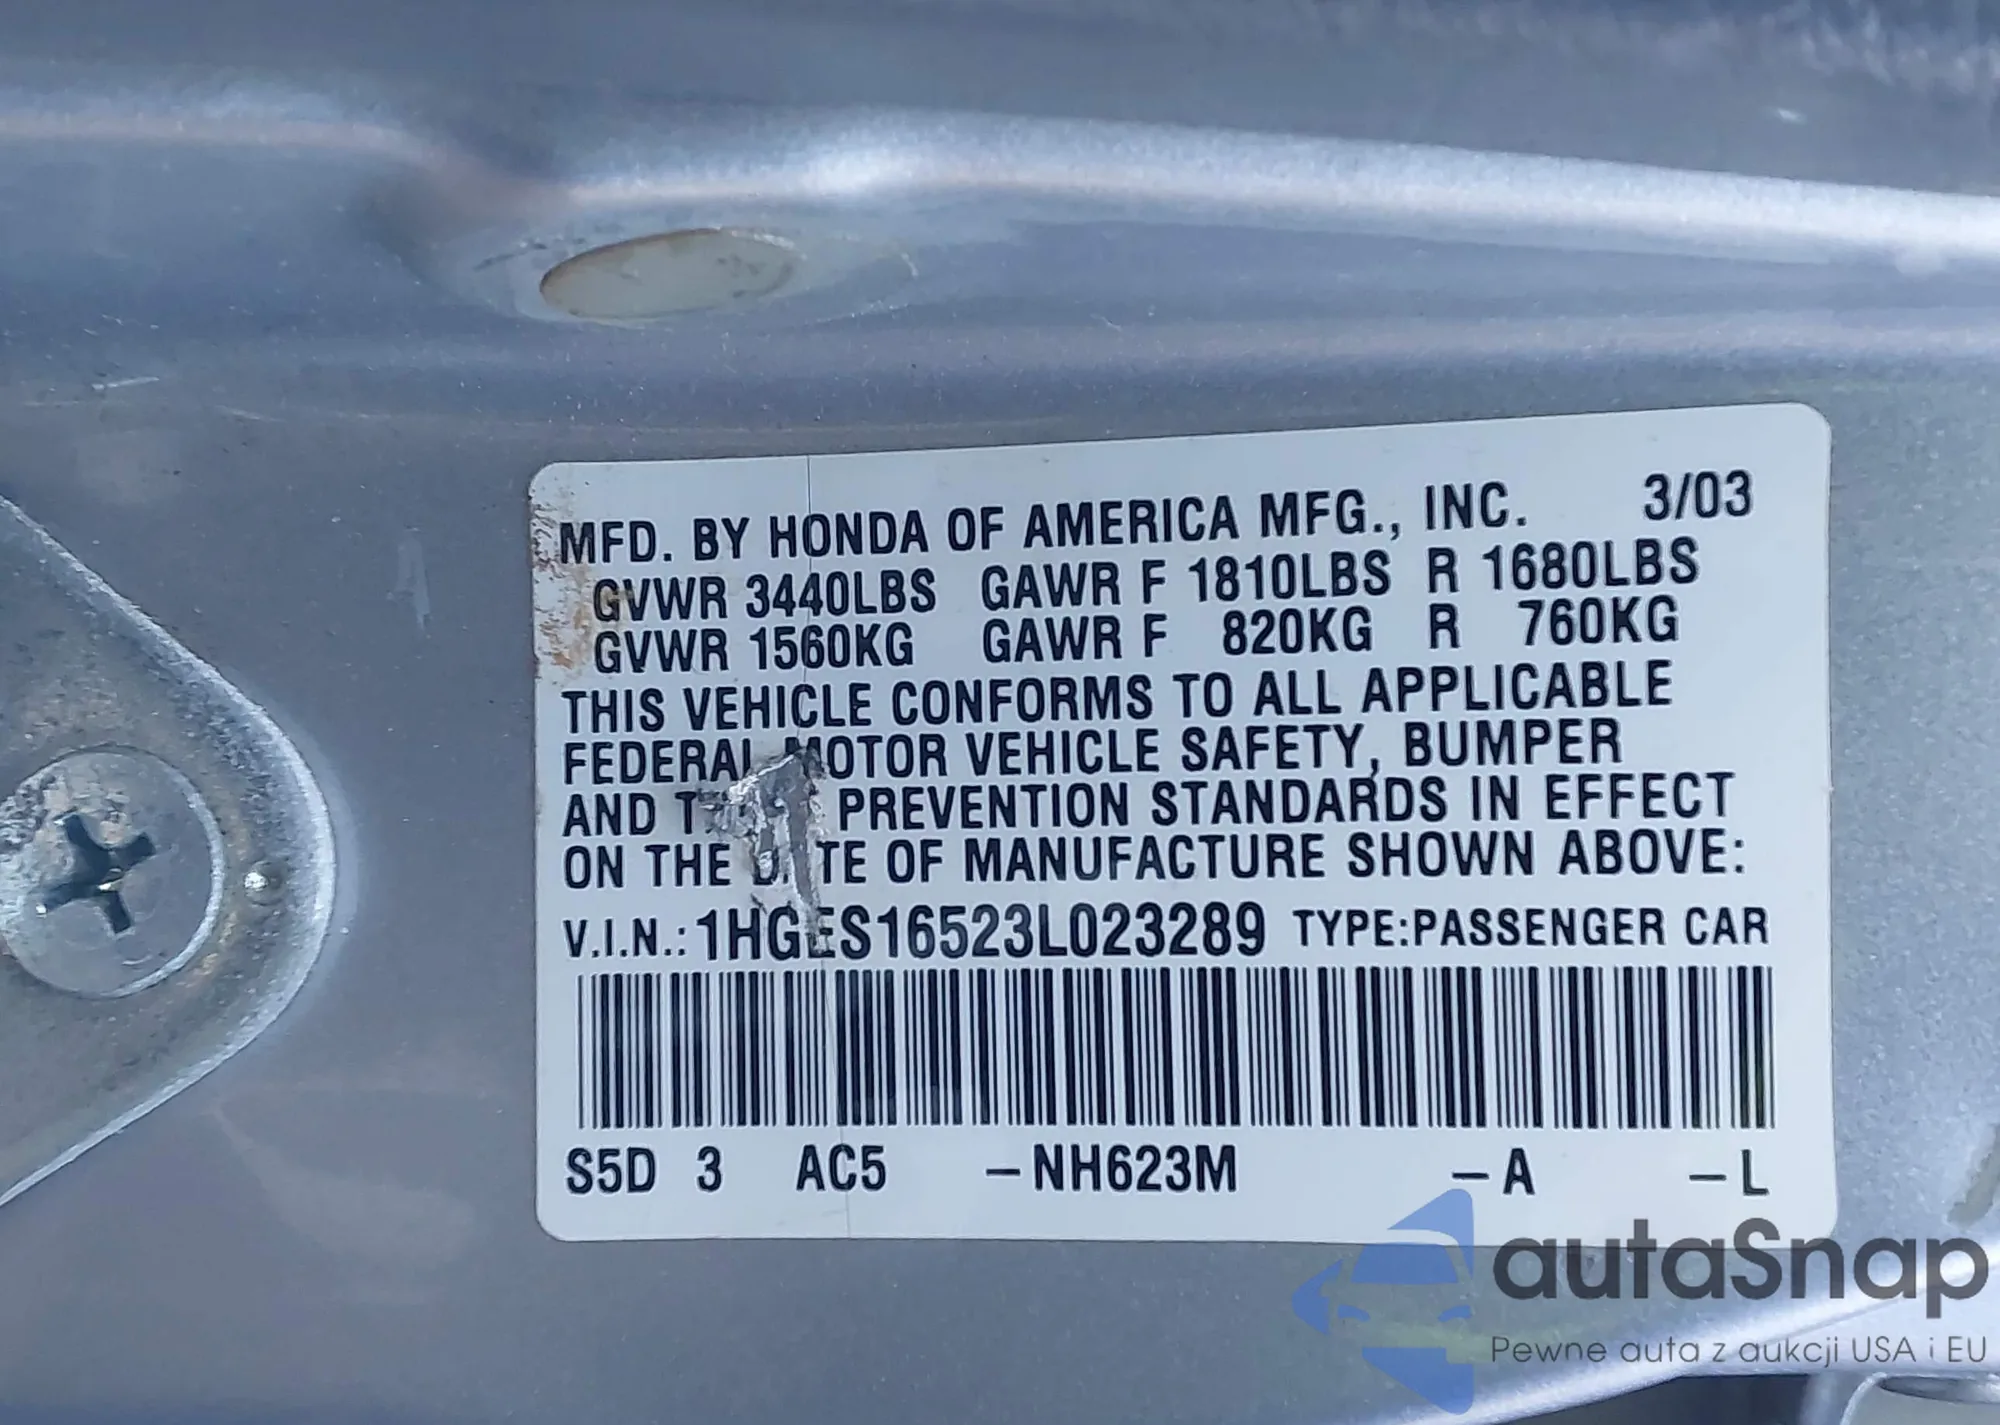 MFD. BY HONDA OF AMERICA MFG., INC. 3/03
GVWR 3440LBS GAWR F 1810LBS R 1680LBS
GVWR 1560KG GAWR F 820KG R 760KG
THIS VEHICLE CONFORMS TO ALL APPLICABLE
FEDERAL MOTOR VEHICLE SAFETY, BUMPER
AND PREVENTION STANDARDS IN EFFECT
ON THE DATE OF MANUFACTURE SHOWN ABOVE:
V.I.N.: 1HGES16523L023289 TYPE:PASSENGER CAR
S5D 3 AC5 –NH623M –A –L
autaSnap
Pewne auta z aukcji USA i EU